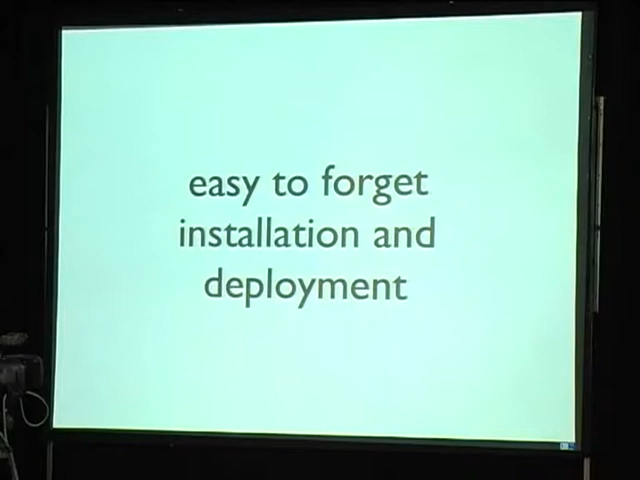 easy to forget
installation and
deployment